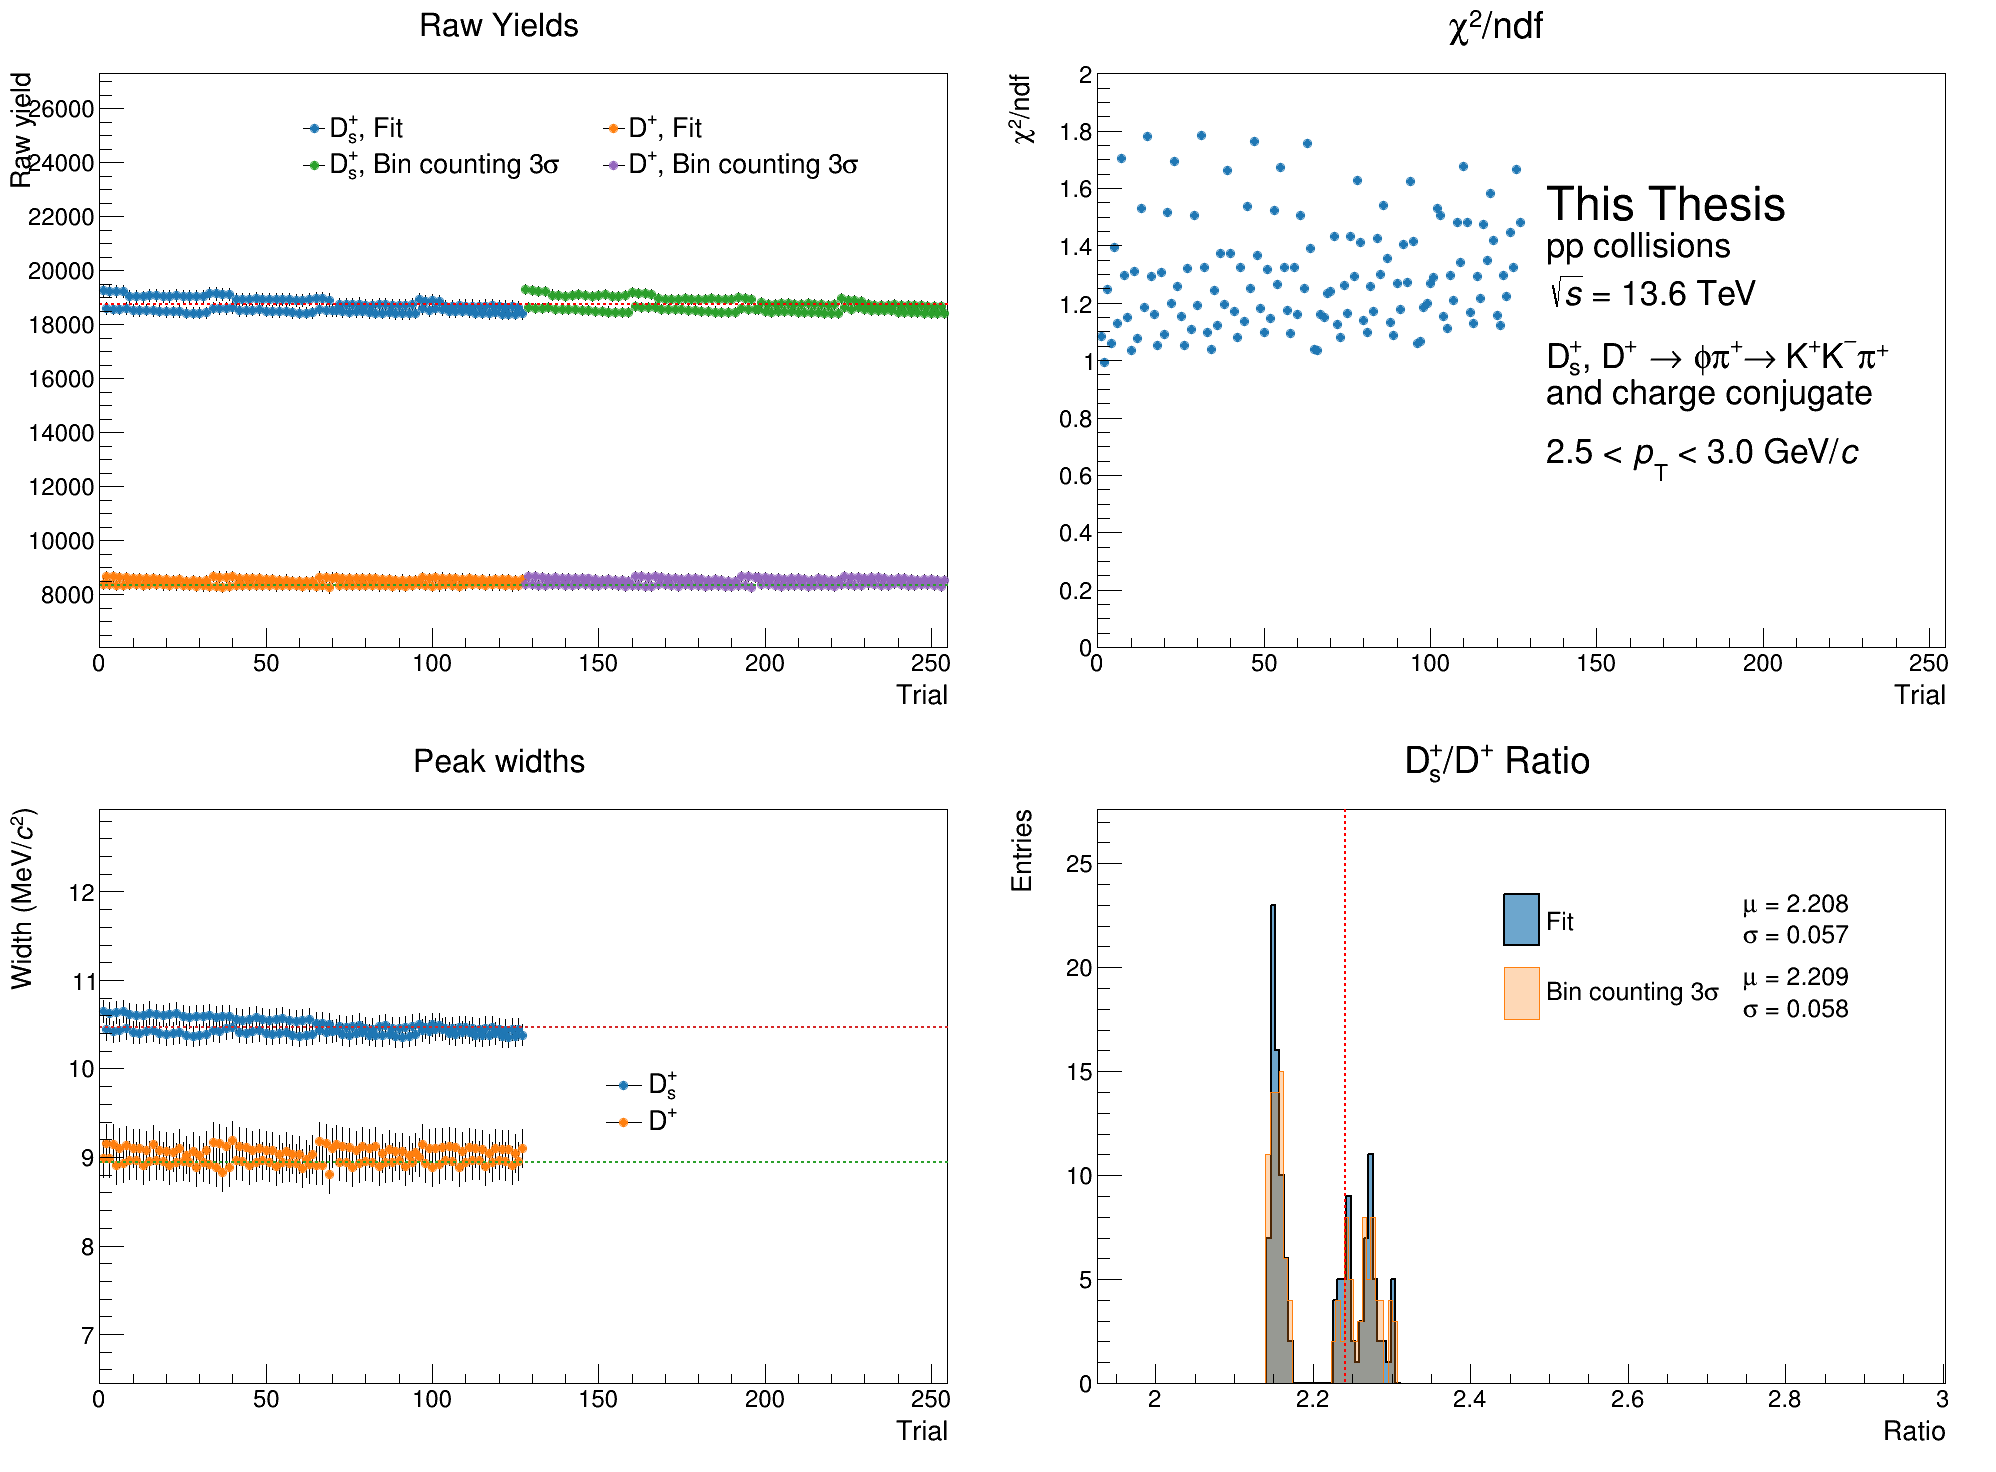 Raw Yields
Raw yield
26000
24000
22000
20000
18000
16000
14000
12000
10000
8000
D_s^+, Fit
D^+, Fit
D_s^+, Bin counting 3σ
D^+, Bin counting 3σ
0 50 100 150 200 250
Trial
χ²/ndf
χ²/ndf
2
1.8
1.6
1.4
1.2
1
0.8
0.6
0.4
0.2
0
This Thesis
pp collisions
√s = 13.6 TeV
D_s^+, D^+ → ϕπ^+→ K^+K^−π^+
and charge conjugate
2.5 < p_T < 3.0 GeV/c
0 50 100 150 200 250
Trial
Peak widths
Width (MeV/c²)
12
11
10
9
8
7
D_s^+
D^+
0 50 100 150 200 250
Trial
D_s^+/D^+ Ratio
Entries
25
20
15
10
5
0
Fit
μ = 2.208
σ = 0.057
Bin counting 3σ
μ = 2.209
σ = 0.058
2 2.2 2.4 2.6 2.8 3
Ratio